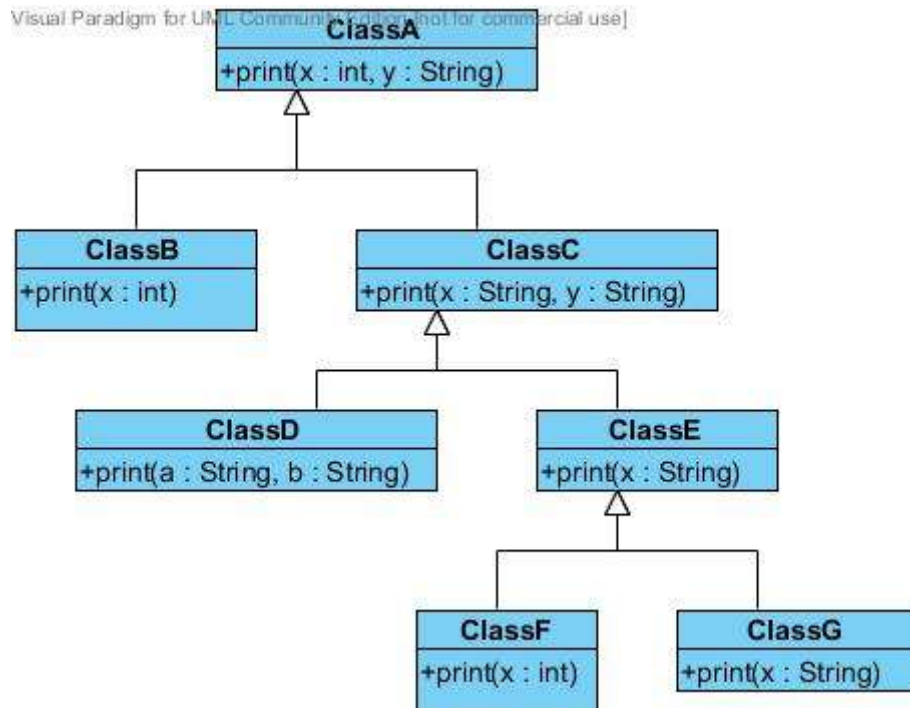 Visual Paradigm for UML Community Edition [not for commercial use]
ClassA
+print(x : int, y : String)
ClassB
+print(x : int)
ClassC
+print(x : String, y : String)
ClassD
+print(a : String, b : String)
ClassE
+print(x : String)
ClassF
+print(x : int)
ClassG
+print(x : String)